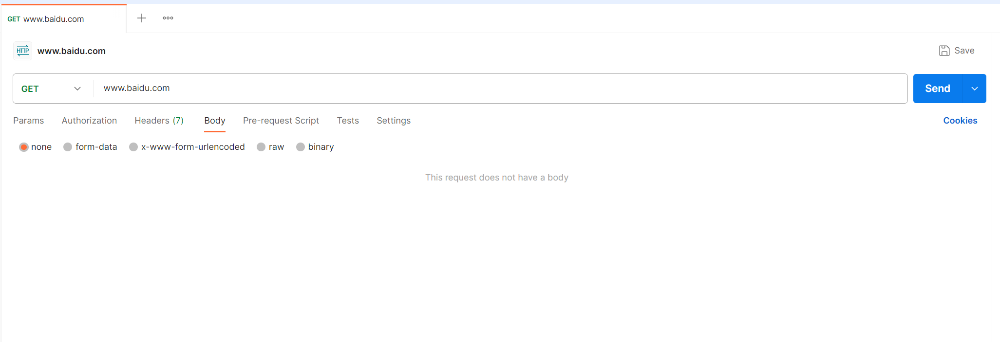 GET www.baidu.com
HTTP www.baidu.com Save
GET www.baidu.com Send
Params Authorization Headers (7) Body Pre-request Script Tests Settings Cookies
none form-data x-www-form-urlencoded raw binary
This request does not have a body